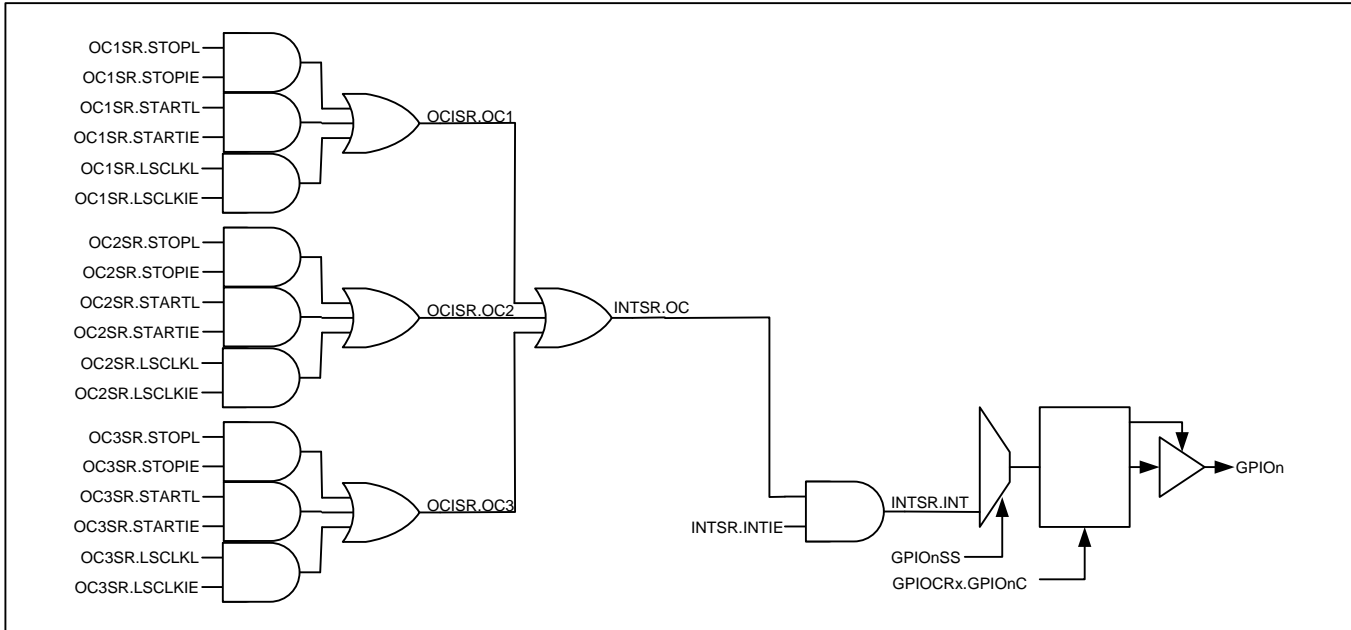 OC1SR.STOPL
OC1SR.STOPIE
OC1SR.STARTL
OC1SR.STARTIE
OC1SR.LSCLKL
OC1SR.LSCLKIE
OCISR.OC1
OC2SR.STOPL
OC2SR.STOPIE
OC2SR.STARTL
OC2SR.STARTIE
OC2SR.LSCLKL
OC2SR.LSCLKIE
OCISR.OC2
INTSR.OC
OC3SR.STOPL
OC3SR.STOPIE
OC3SR.STARTL
OC3SR.STARTIE
OC3SR.LSCLKL
OC3SR.LSCLKIE
OCISR.OC3
INTSR.INTIE
INTSR.INT
GPIOnSS
GPIOCRx.GPIOnC
GPIOn